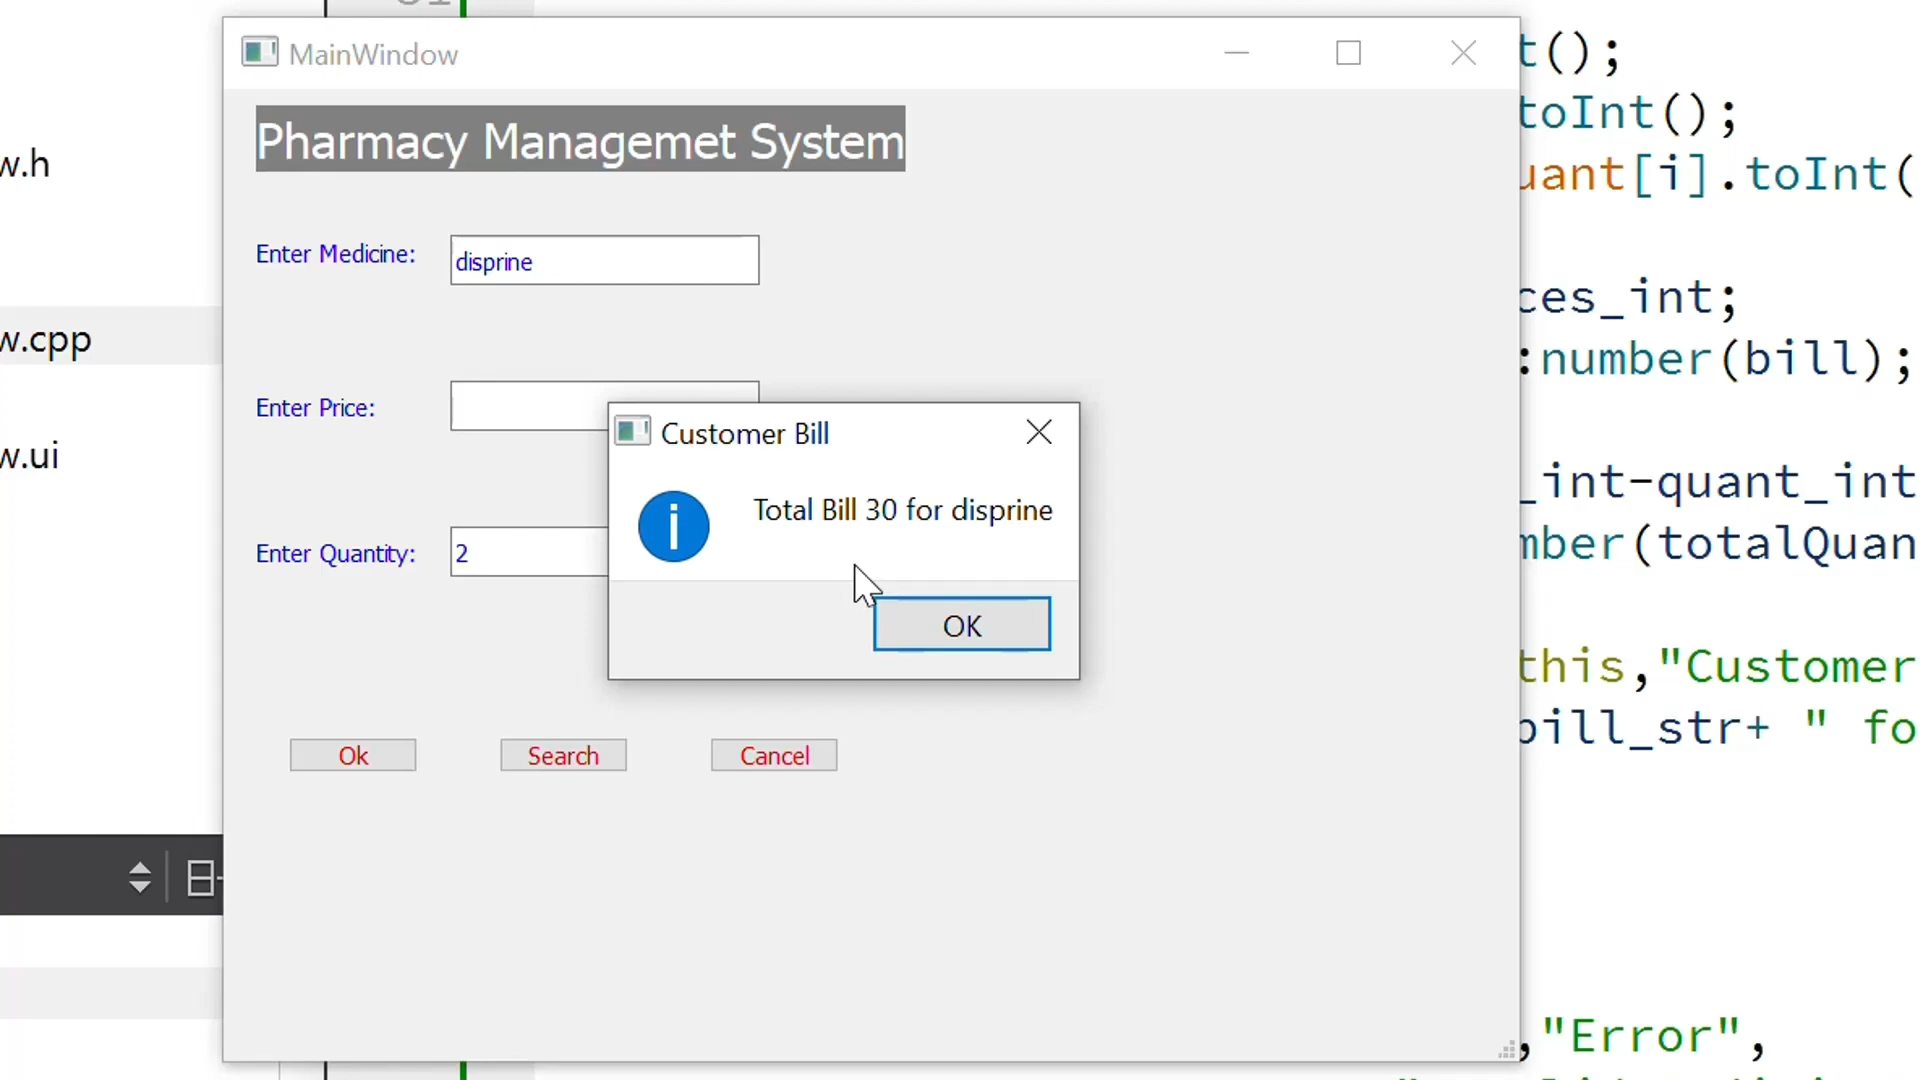 MainWindow
t();
Pharmacy Managemet System
toInt();
w.h
uant[i].toInt(
Enter Medicine:
disprine
ces_int;
w.cpp
:number(bill);
Enter Price:
Customer Bill
w.ui
_int-quant_int
Total Bill 30 for disprine
Enter Quantity:
2
mber(totalQuan
OK
this,"Customer
bill_str+ " fo
Ok
Search
Cancel
,"Error",